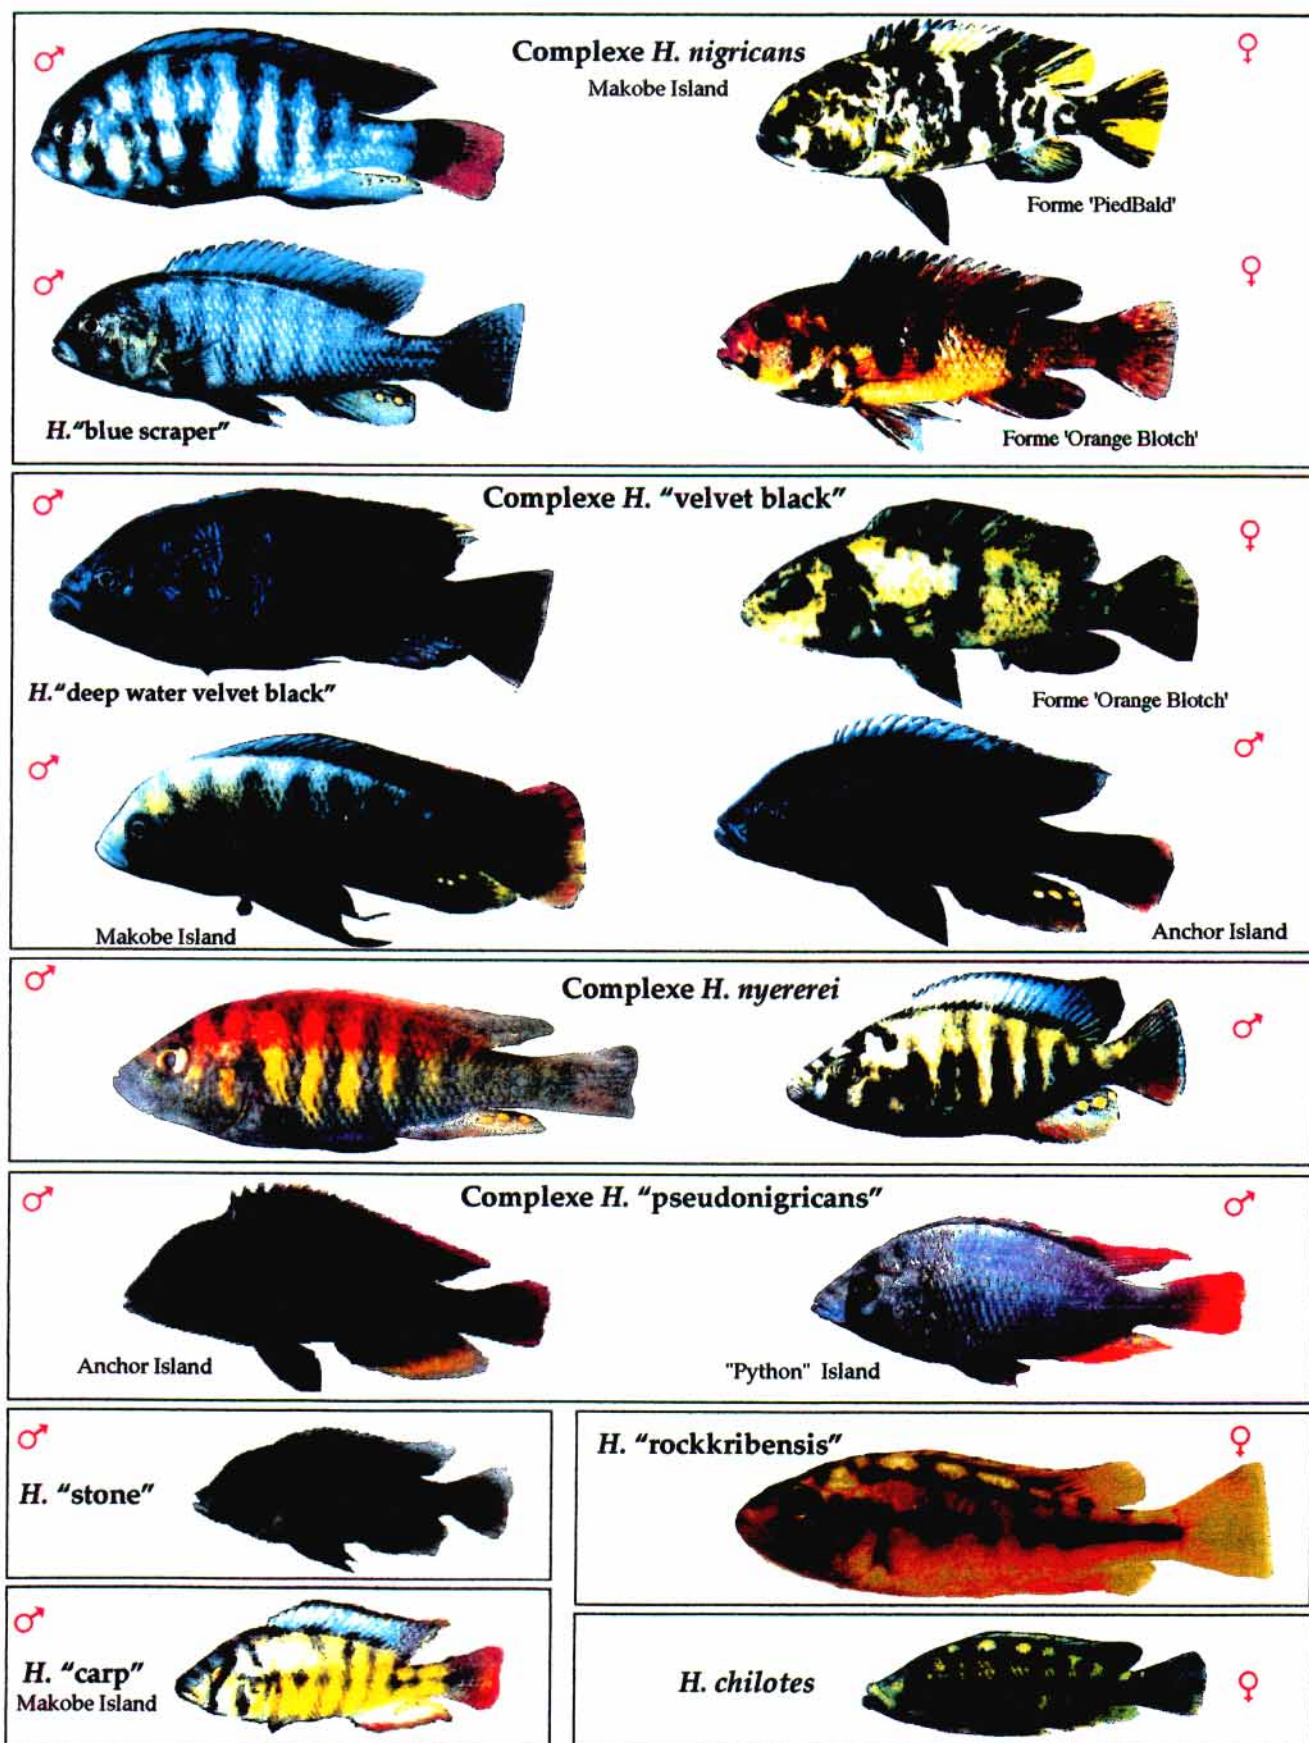 ♂ Complexe H. nigricans ♀
Makobe Island
Forme 'PiedBald'
♂ ♀
H."blue scraper"
Forme 'Orange Blotch'
♂ Complexe H. "velvet black" ♀
H."deep water velvet black"
Forme 'Orange Blotch'
♂ ♂
Makobe Island
Anchor Island
♂ Complexe H. nyererei ♂
♂ Complexe H. "pseudonigricans" ♂
Anchor Island
"Python" Island
♂
H. "stone"
H. "rockkribensis" ♀
♂
H. "carp"
Makobe Island
H. chilotes ♀